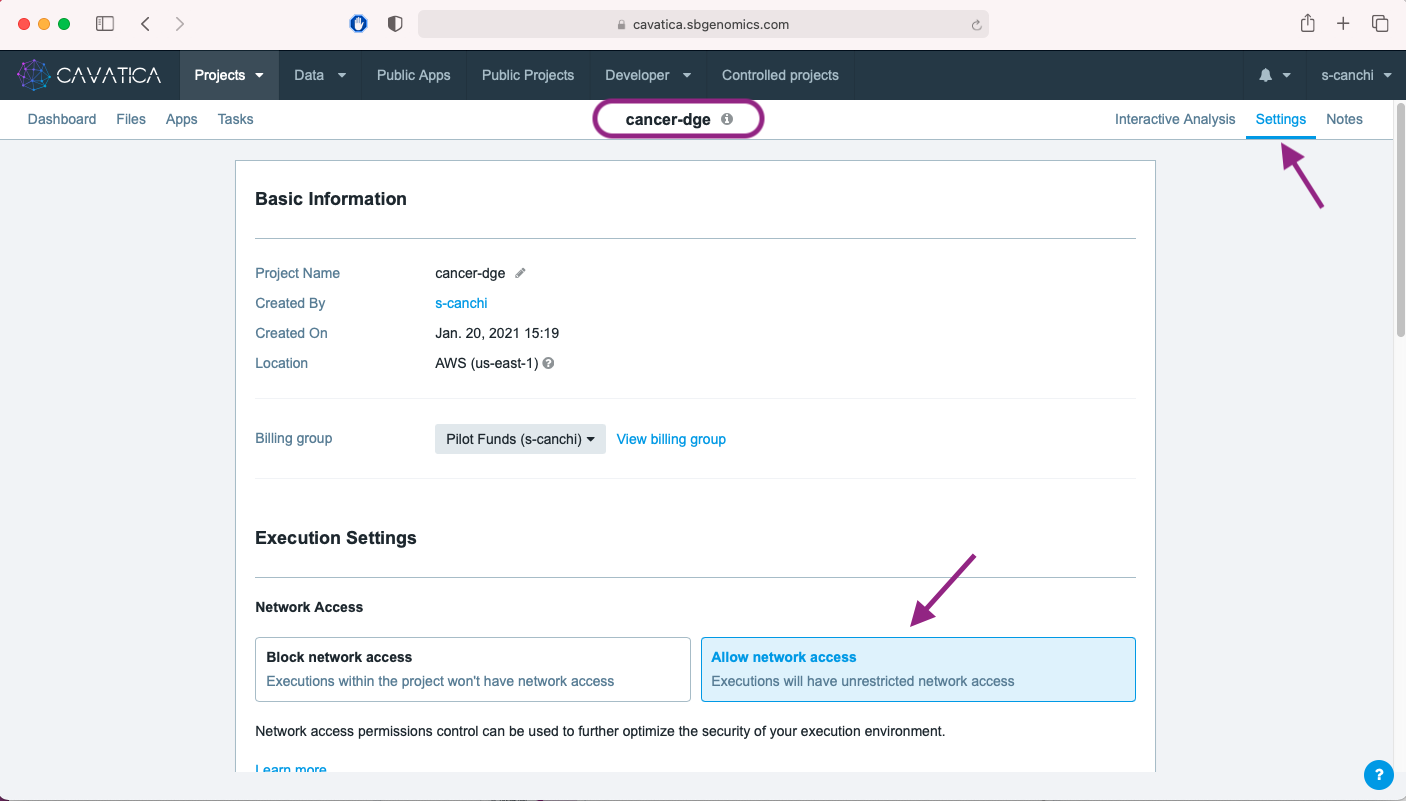 cavatica.sbgenomics.com
CAVATICA Projects Data Public Apps Public Projects Developer Controlled projects s-canchi
Dashboard Files Apps Tasks cancer-dge Interactive Analysis Settings Notes
Basic Information
Project Name cancer-dge
Created By s-canchi
Created On Jan. 20, 2021 15:19
Location AWS (us-east-1) ?
Billing group Pilot Funds (s-canchi) View billing group
Execution Settings
Network Access
Block network access
Executions within the project won't have network access
Allow network access
Executions will have unrestricted network access
Network access permissions control can be used to further optimize the security of your execution environment.
Learn more
?